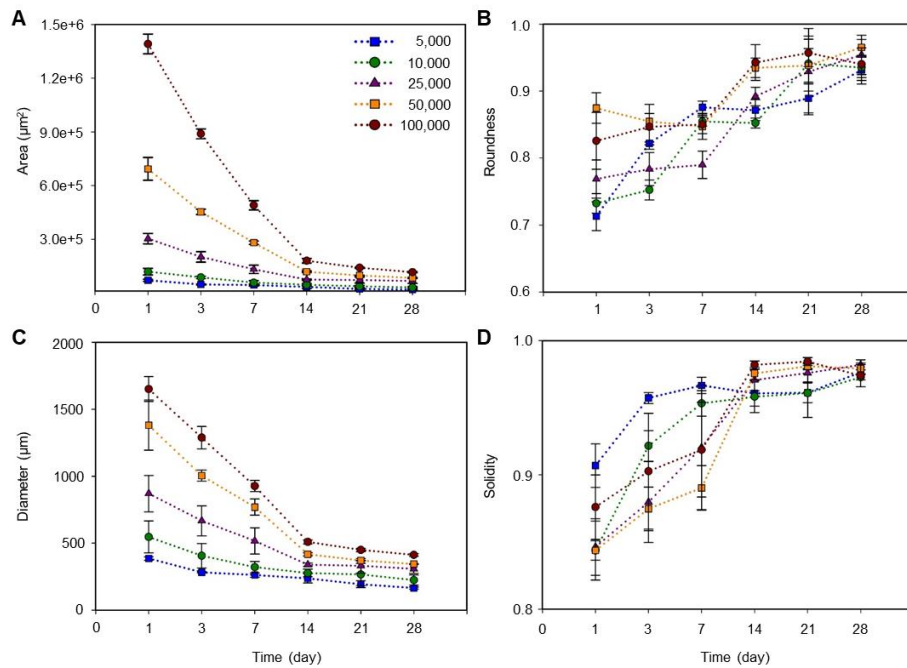 A
1.5e+6
1.2e+6
9.0e+5
6.0e+5
3.0e+5
Area (μm²)
5,000
10,000
25,000
50,000
100,000
0 1 3 7 14 21 28
B
1.0
0.9
0.8
0.7
0.6
Roundness
0 1 3 7 14 21 28
C
2000
1500
1000
500
0
Diameter (μm)
0 1 3 7 14 21 28
Time (day)
D
1.0
0.9
0.8
Solidity
0 1 3 7 14 21 28
Time (day)